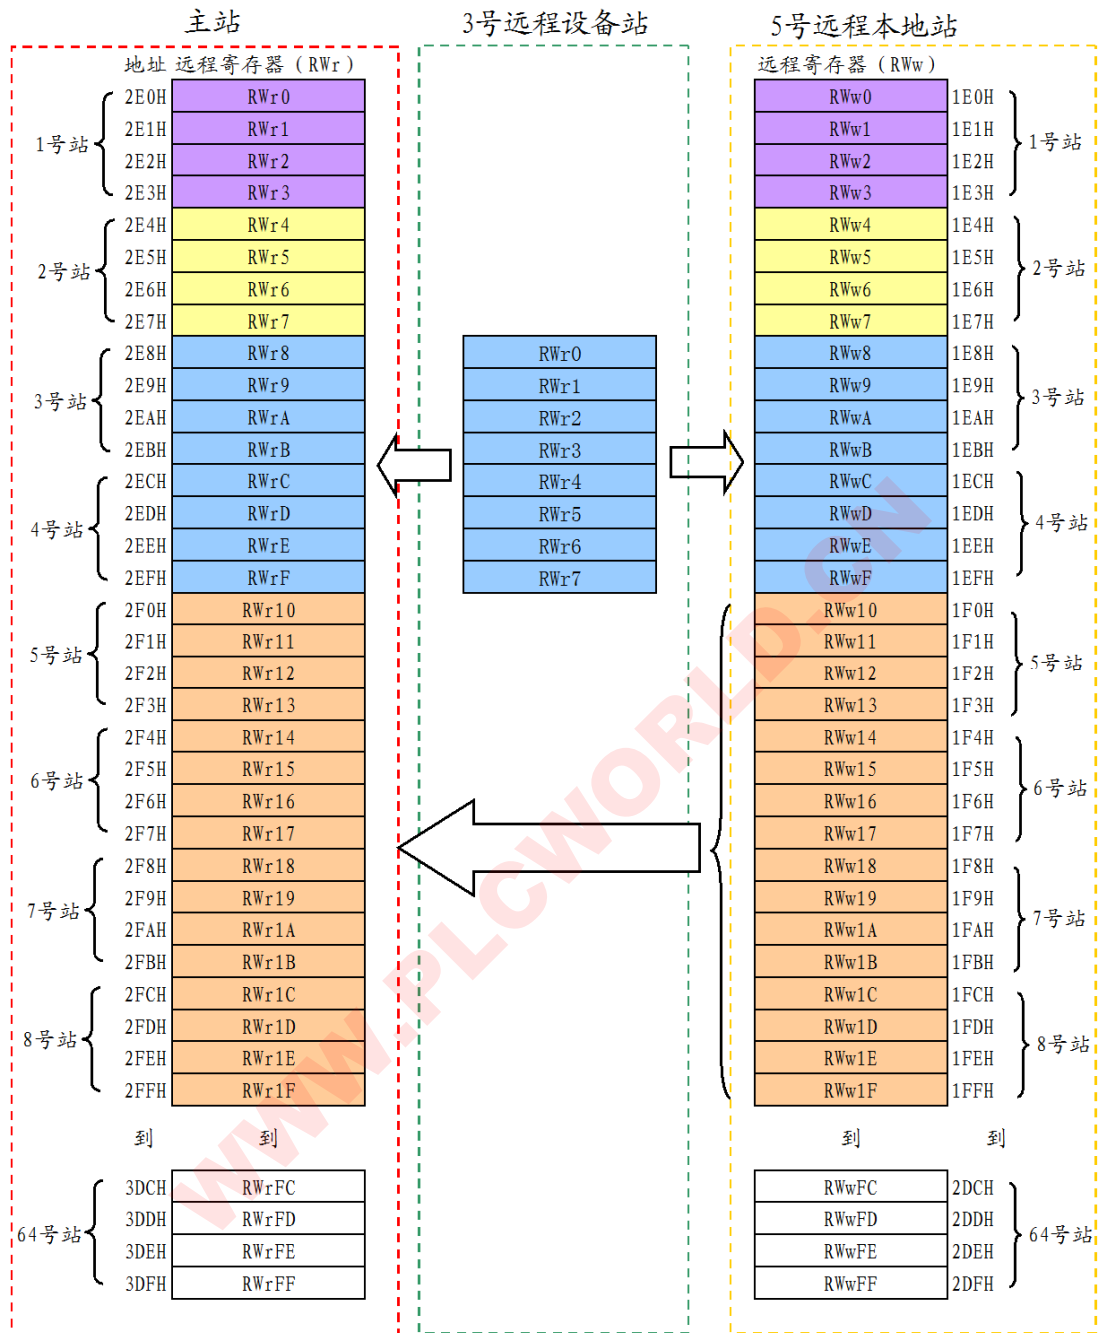 主站 3号远程设备站 5号远程本地站
地址 远程寄存器（RWr） 远程寄存器（RWw）
2E0H RWr0 RWw0 1E0H
2E1H RWr1 RWw1 1E1H
1号站 1号站
2E2H RWr2 RWw2 1E2H
2E3H RWr3 RWw3 1E3H
2E4H RWr4 RWw4 1E4H
2E5H RWr5 RWw5 1E5H
2号站 2号站
2E6H RWr6 RWw6 1E6H
2E7H RWr7 RWw7 1E7H
2E8H RWr8 RWr0 RWw8 1E8H
2E9H RWr9 RWr1 RWw9 1E9H
3号站 3号站
2EAH RWrA RWr2 RWwA 1EAH
2EBH RWrB RWr3 RWwB 1EBH
2ECH RWrC RWr4 RWwC 1ECH
2EDH RWrD RWr5 RWwD 1EDH
4号站 4号站
2EEH RWrE RWr6 RWwE 1EEH
2EFH RWrF RWr7 RWwF 1EFH
2F0H RWr10 RWw10 1F0H
2F1H RWr11 RWw11 1F1H
5号站 5号站
2F2H RWr12 RWw12 1F2H
2F3H RWr13 RWw13 1F3H
2F4H RWr14 RWw14 1F4H
2F5H RWr15 RWw15 1F5H
6号站 6号站
2F6H RWr16 RWw16 1F6H
2F7H RWr17 RWw17 1F7H
2F8H RWr18 RWw18 1F8H
2F9H RWr19 RWw19 1F9H
7号站 7号站
2FAH RWr1A RWw1A 1FAH
2FBH RWr1B RWw1B 1FBH
2FCH RWr1C RWw1C 1FCH
2FDH RWr1D RWw1D 1FDH
8号站 8号站
2FEH RWr1E RWw1E 1FEH
2FFH RWr1F RWw1F 1FFH
到 到 到 到
3DCH RWrFC RWwFC 2DCH
3DDH RWrFD RWwFD 2DDH
64号站 64号站
3DEH RWrFE RWwFE 2DEH
3DFH RWrFF RWwFF 2DFH
WWW.PLCWORLD.CN